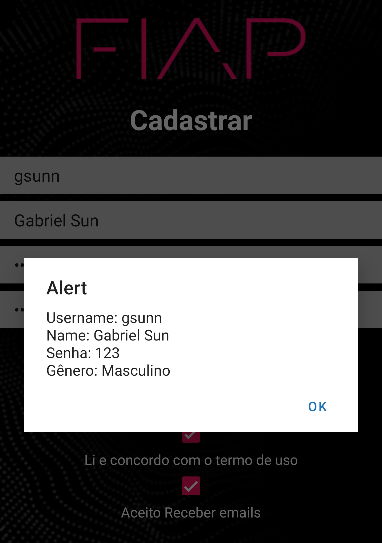 FIAP
Cadastrar
gsunn
Gabriel Sun
Alert
Username: gsunn
Name: Gabriel Sun
Senha: 123
Gênero: Masculino
OK
Li e concordo com o termo de uso
Aceito Receber emails